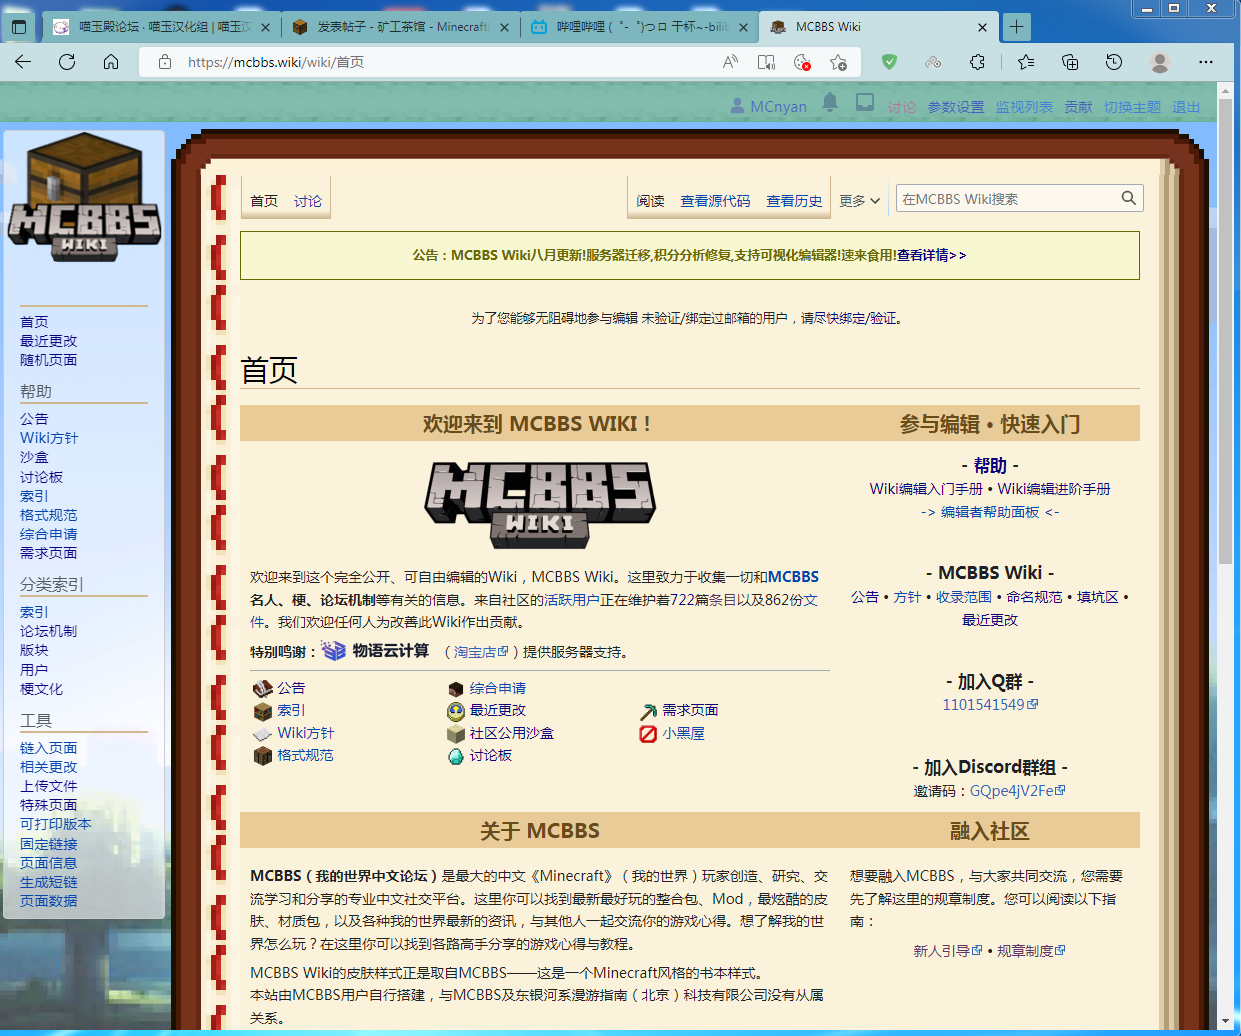 喵玉殿论坛 · 喵玉汉化组 | 喵玉汉
发表帖子 - 矿工茶馆 - Minecraft
哔哩哔哩 (゜-゜)つロ 干杯~-bilib
MCBBS Wiki
https://mcbbs.wiki/wiki/首页
MCnyan
讨论 参数设置 监视列表 贡献 切换主题 退出
MCBBS
WIKI
首页
最近更改
随机页面
帮助
公告
Wiki方针
沙盒
讨论板
索引
格式规范
综合申请
需求页面
分类索引
索引
论坛机制
版块
用户
梗文化
工具
链入页面
相关更改
上传文件
特殊页面
可打印版本
固定链接
页面信息
生成短链
页面数据
首页 讨论
阅读 查看源代码 查看历史 更多
在MCBBS Wiki搜索
公告：MCBBS Wiki八月更新!服务器迁移,积分分析修复,支持可视化编辑器!速来食用!查看详情>>
为了您能够无阻碍地参与编辑 未验证/绑定过邮箱的用户，请尽快绑定/验证。
首页
欢迎来到 MCBBS WIKI！
MCBBS
WIKI
欢迎来到这个完全公开、可自由编辑的Wiki，MCBBS Wiki。这里致力于收集一切和MCBBS
名人、梗、论坛机制等有关的信息。来自社区的活跃用户正在维护着722篇条目以及862份文
件。我们欢迎任何人为改善此Wiki作出贡献。
特别鸣谢： 物语云计算 （淘宝店）提供服务器支持。
公告
综合申请
索引
最近更改
需求页面
Wiki方针
社区公用沙盒
小黑屋
格式规范
讨论板
参与编辑 • 快速入门
- 帮助 -
Wiki编辑入门手册 • Wiki编辑进阶手册
-> 编辑者帮助面板 <-
- MCBBS Wiki -
公告 • 方针 • 收录范围 • 命名规范 • 填坑区 •
最近更改
- 加入Q群 -
1101541549
- 加入Discord群组 -
邀请码：GQpe4jV2Fe
关于 MCBBS
MCBBS（我的世界中文论坛）是最大的中文《Minecraft》（我的世界）玩家创造、研究、交
流学习和分享的专业中文社交平台。这里你可以找到最新最好玩的整合包、Mod，最炫酷的皮
肤、材质包，以及各种我的世界最新的资讯，与其他人一起交流你的游戏心得。想了解我的世
界怎么玩？在这里你可以找到各路高手分享的游戏心得与教程。
MCBBS Wiki的皮肤样式正是取自MCBBS——这是一个Minecraft风格的书本样式。
本站由MCBBS用户自行搭建，与MCBBS及东银河系漫游指南（北京）科技有限公司没有从属
关系。
融入社区
想要融入MCBBS，与大家共同交流，您需要
先了解这里的规章制度。您可以阅读以下指
南：
新人引导 • 规章制度